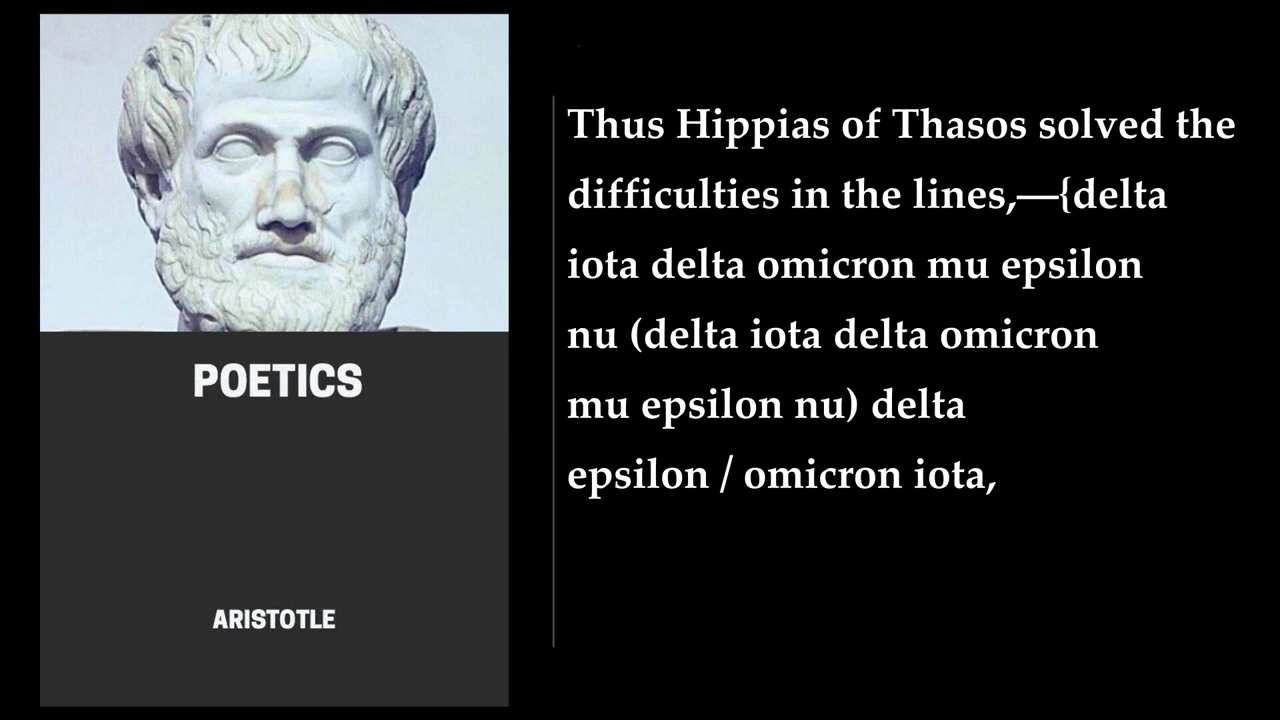 POETICS
ARISTOTLE
Thus Hippias of Thasos solved the
difficulties in the lines,—{delta
iota delta omicron mu epsilon
nu (delta iota delta omicron
mu epsilon nu) delta
epsilon / omicron iota,